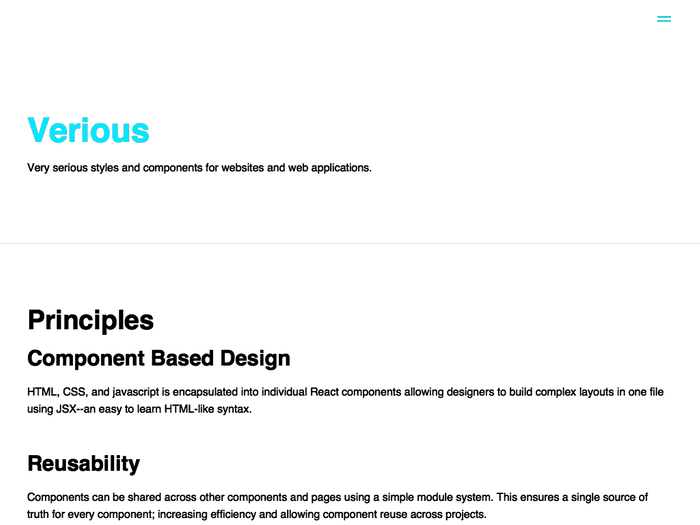 Verious
Very serious styles and components for websites and web applications.
Principles
Component Based Design
HTML, CSS, and javascript is encapsulated into individual React components allowing designers to build complex layouts in one file
using JSX--an easy to learn HTML-like syntax.
Reusability
Components can be shared across other components and pages using a simple module system. This ensures a single source of
truth for every component; increasing efficiency and allowing component reuse across projects.